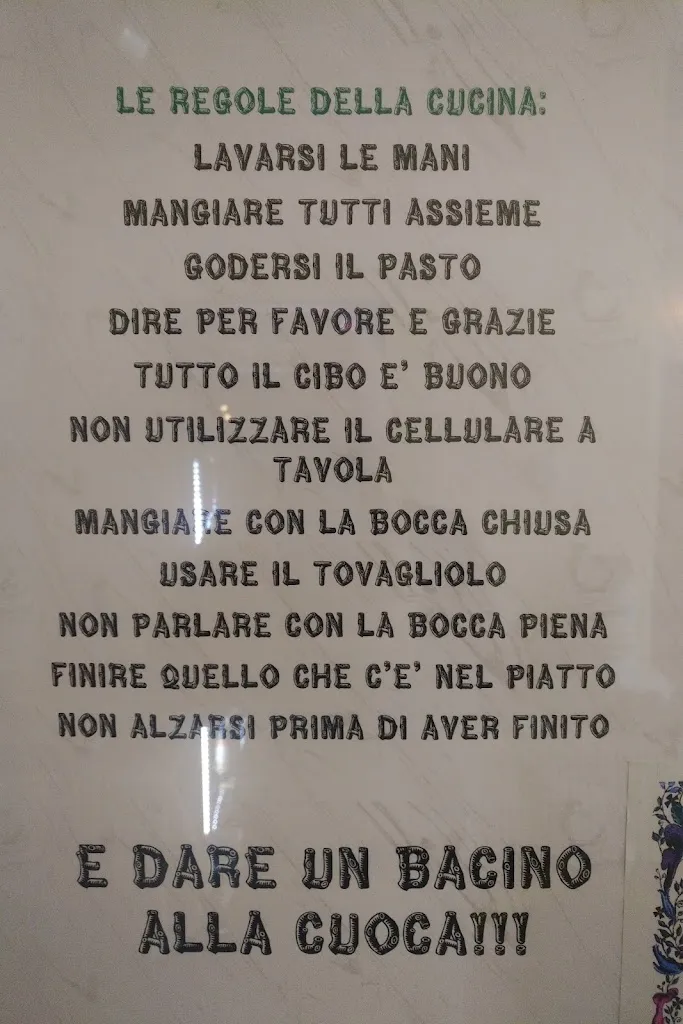 LE REGOLE DELLA CUCINA:
LAVARSI LE MANI
MANGIARE TUTTI ASSIEME
GODERSI IL PASTO
DIRE PER FAVORE E GRAZIE
TUTTO IL CIBO E' BUONO
NON UTILIZZARE IL CELLULARE A
TAVOLA
MANGIARE CON LA BOCCA CHIUSA
USARE IL TOVAGLIOLO
NON PARLARE CON LA BOCCA PIENA
FINIRE QUELLO CHE C'E' NEL PIATTO
NON ALZARSI PRIMA DI AVER FINITO
E DARE UN BACINO
ALLA CUOCA!!!